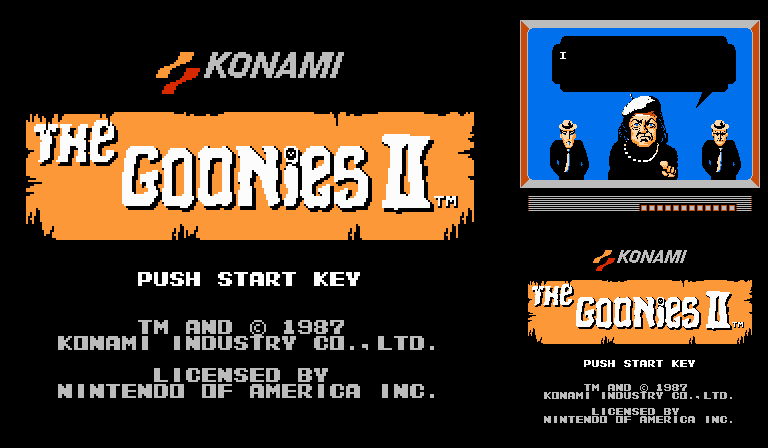 KONAMI
THE GOONIES II TM
PUSH START KEY
TM AND © 1987
KONAMI INDUSTRY CO.,LTD.
LICENSED BY
NINTENDO OF AMERICA INC.
I
KONAMI
THE GOONIES II TM
PUSH START KEY
TM AND © 1987
KONAMI INDUSTRY CO.,LTD.
LICENSED BY
NINTENDO OF AMERICA INC.